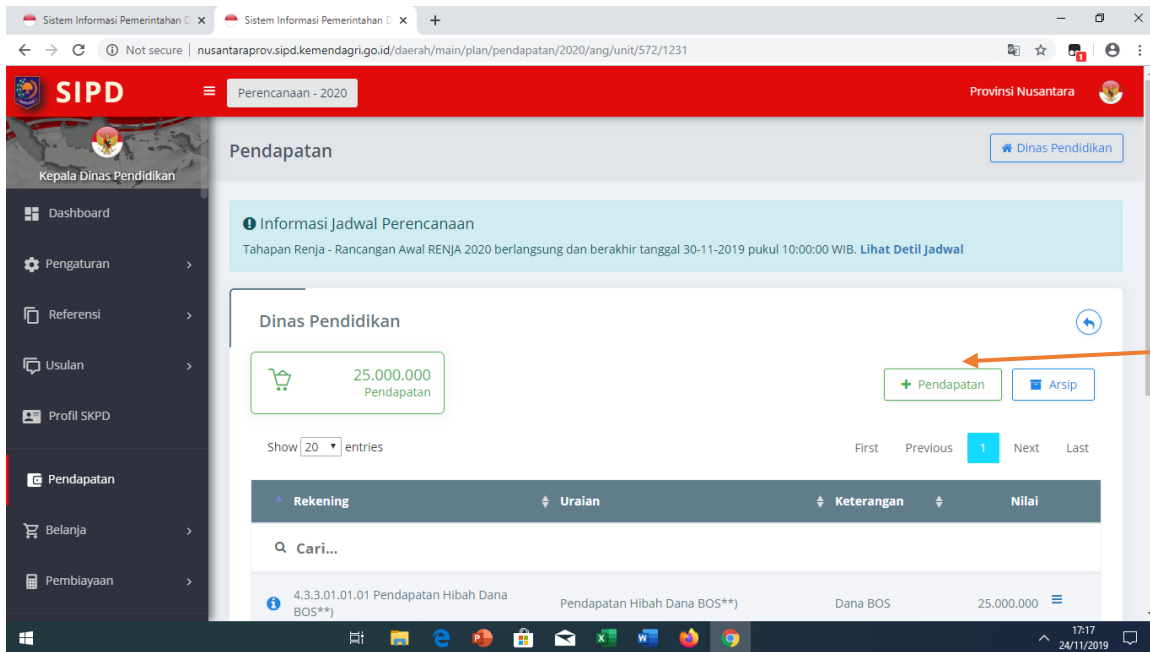 Sistem Informasi Pemerintahan D
Sistem Informasi Pemerintahan D
Not secure | nusantaraprov.sipd.kemendagri.go.id/daerah/main/plan/pendapatan/2020/ang/unit/572/1231
1
SIPD
Perencanaan - 2020
Provinsi Nusantara
Kepala Dinas Pendidikan
Pendapatan
Dinas Pendidikan
Dashboard
Pengaturan
Referensi
Usulan
Profil SKPD
Pendapatan
Belanja
Pembiayaan
Informasi Jadwal Perencanaan
Tahapan Renja - Rancangan Awal RENJA 2020 berlangsung dan berakhir tanggal 30-11-2019 pukul 10:00:00 WIB. Lihat Detil Jadwal
Dinas Pendidikan
25.000.000
Pendapatan
+ Pendapatan
Arsip
Show 20 entries
First Previous 1 Next Last
Rekening Uraian Keterangan Nilai
Cari...
4.3.3.01.01.01 Pendapatan Hibah Dana
BOS**)
Pendapatan Hibah Dana BOS**)
Dana BOS
25.000.000
17:17
24/11/2019